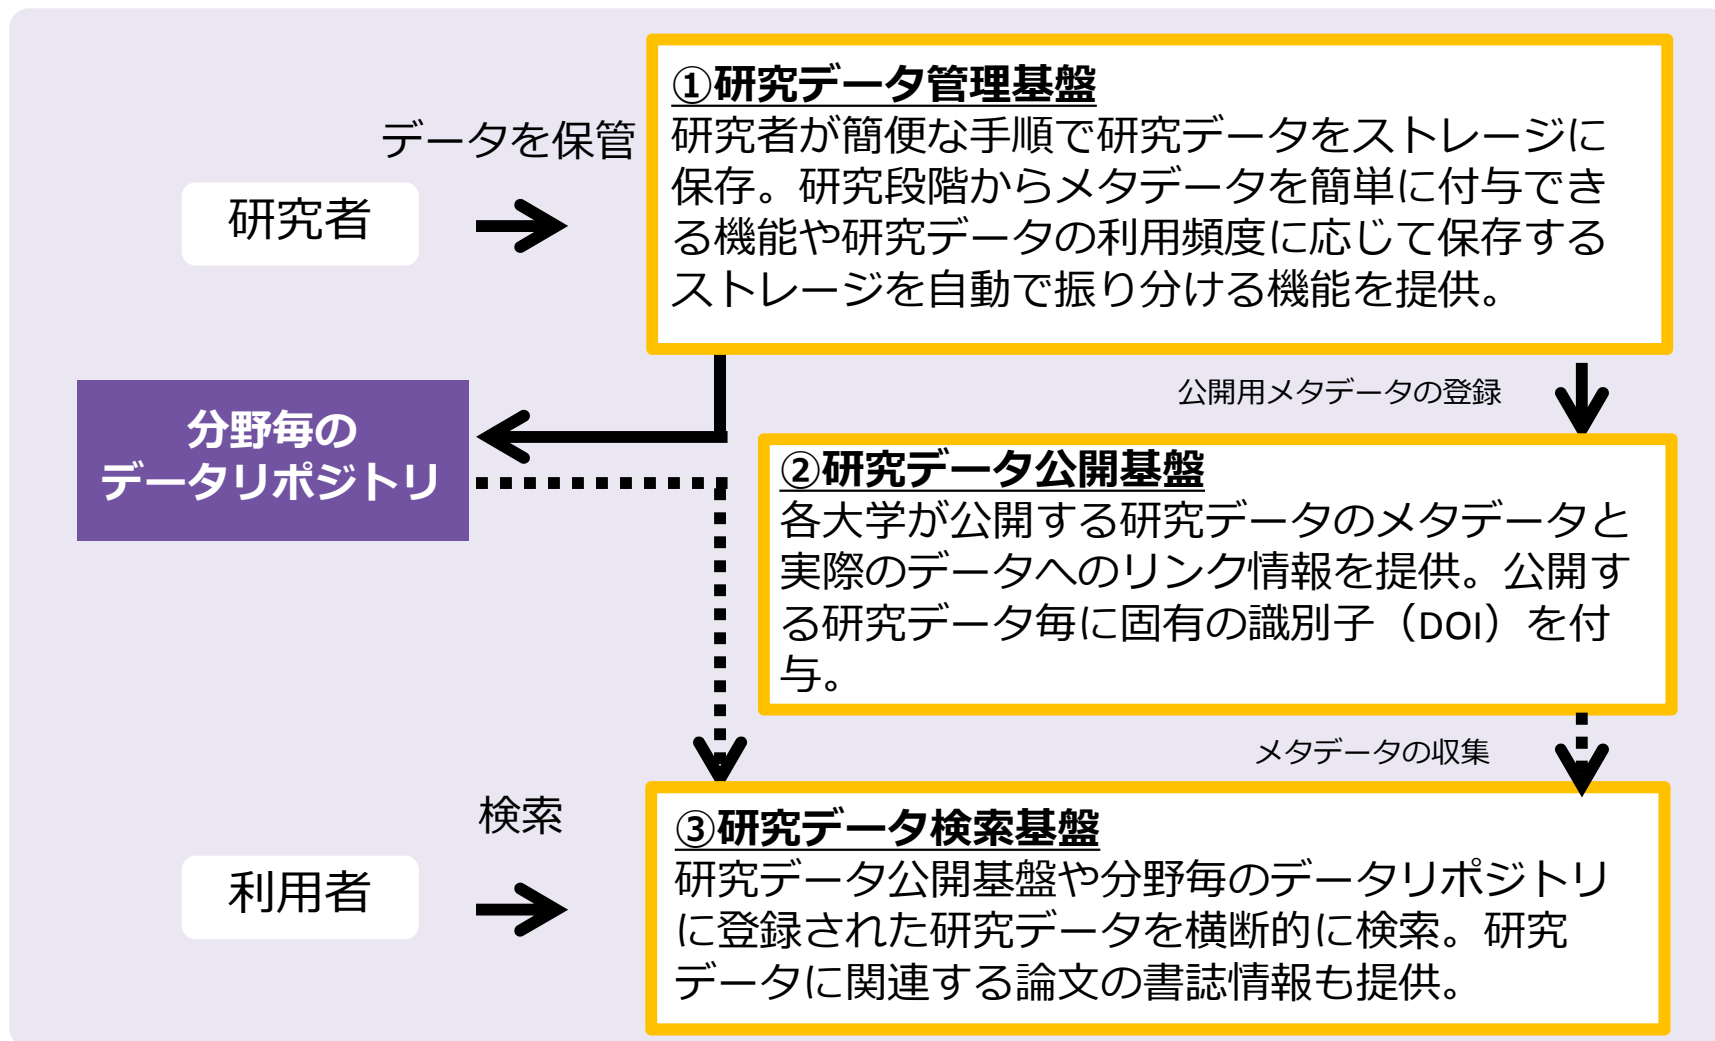 ①研究データ管理基盤
研究者が簡便な手順で研究データをストレージに
保存。研究段階からメタデータを簡単に付与でき
る機能や研究データの利用頻度に応じて保存する
ストレージを自動で振り分ける機能を提供。
データを保管
研究者
公開用メタデータの登録
分野毎の
データリポジトリ
②研究データ公開基盤
各大学が公開する研究データのメタデータと
実際のデータへのリンク情報を提供。公開す
る研究データ毎に固有の識別子（DOI）を付
与。
メタデータの収集
検索
利用者
③研究データ検索基盤
研究データ公開基盤や分野毎のデータリポジトリ
に登録された研究データを横断的に検索。研究
データに関連する論文の書誌情報も提供。